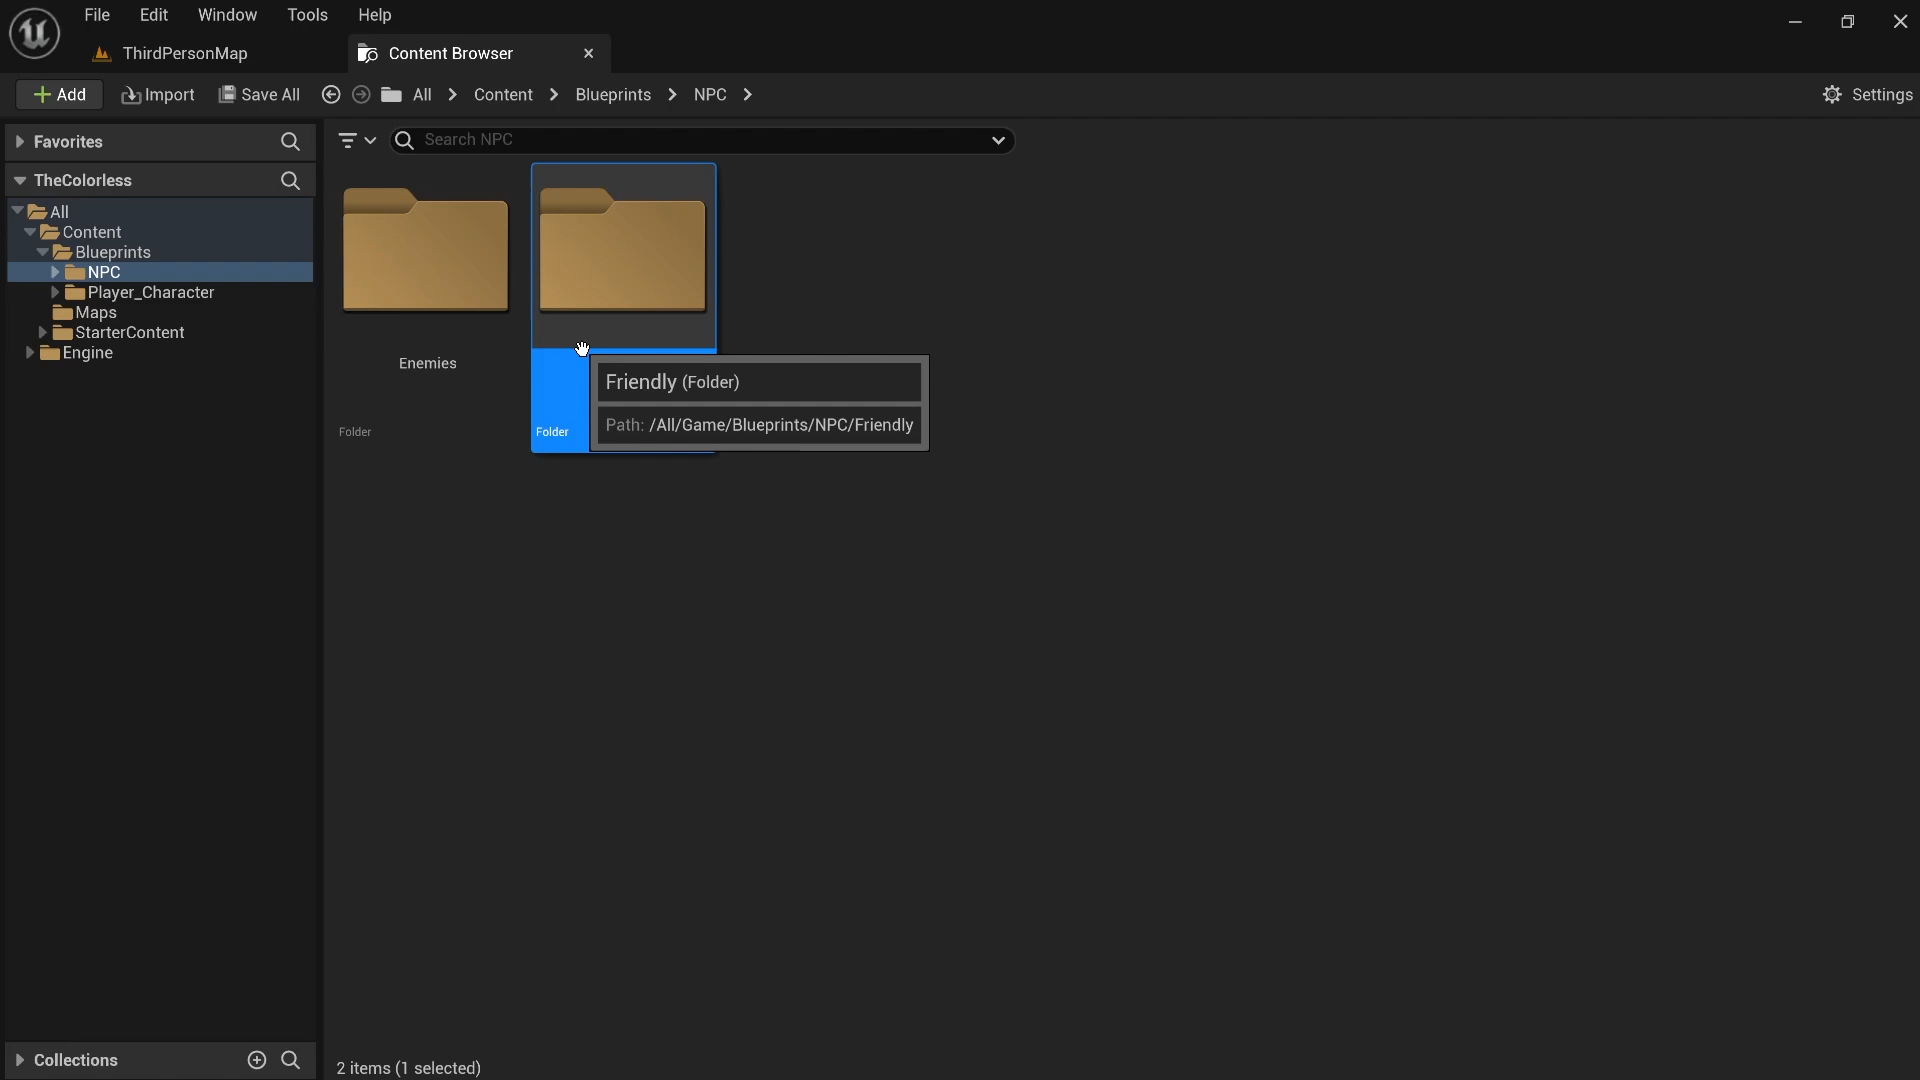 File Edit Window Tools Help
ThirdPersonMap Content Browser
Add Import Save All All Content Blueprints NPC Settings
Favorites
Search NPC
TheColorless
All
Content
Blueprints
NPC
Player_Character
Maps
StarterContent
Engine
Enemies
Folder
Folder
Friendly (Folder)
Path: /All/Game/Blueprints/NPC/Friendly
Collections
2 items (1 selected)